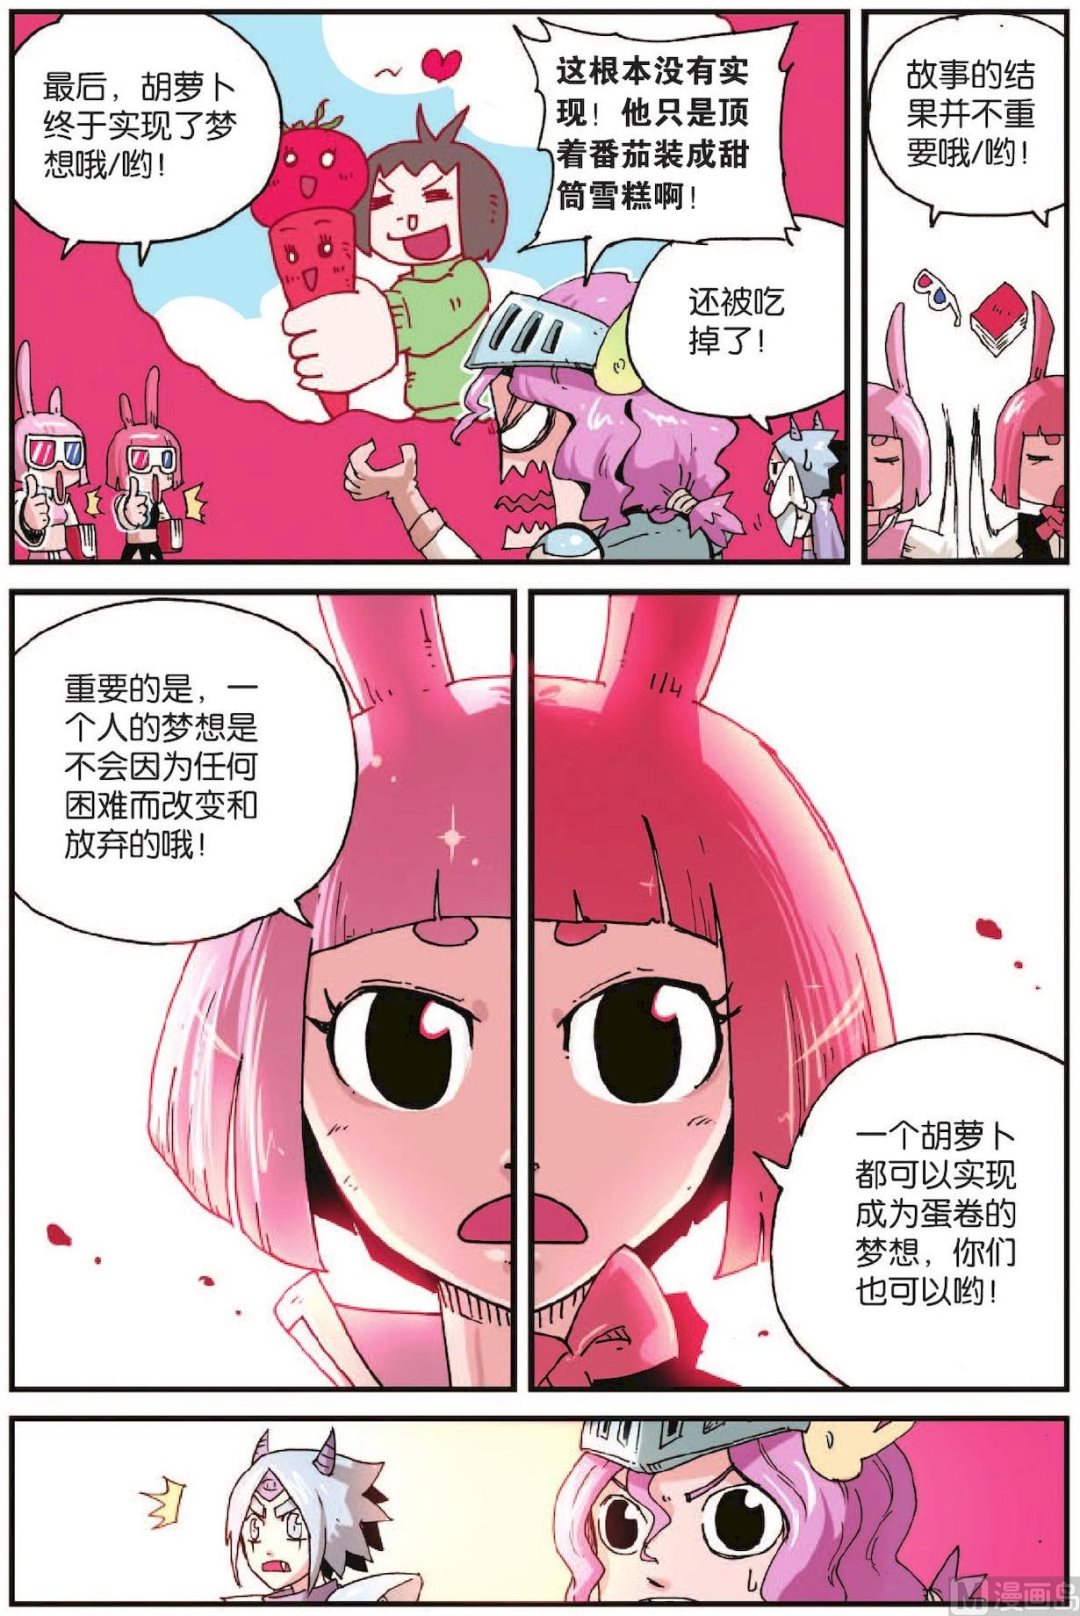 最后，胡萝卜
终于实现了梦
想哦/哟！
这根本没有实
现！他只是顶
着番茄装成甜
筒雪糕啊！
还被吃
掉了！
故事的结
果并不重
要哦/哟！
重要的是，一
个人的梦想是
不会因为任何
困难而改变和
放弃的哦！
一个胡萝卜
都可以实现
成为蛋卷的
梦想，你们
也可以哟！
M 漫画岛